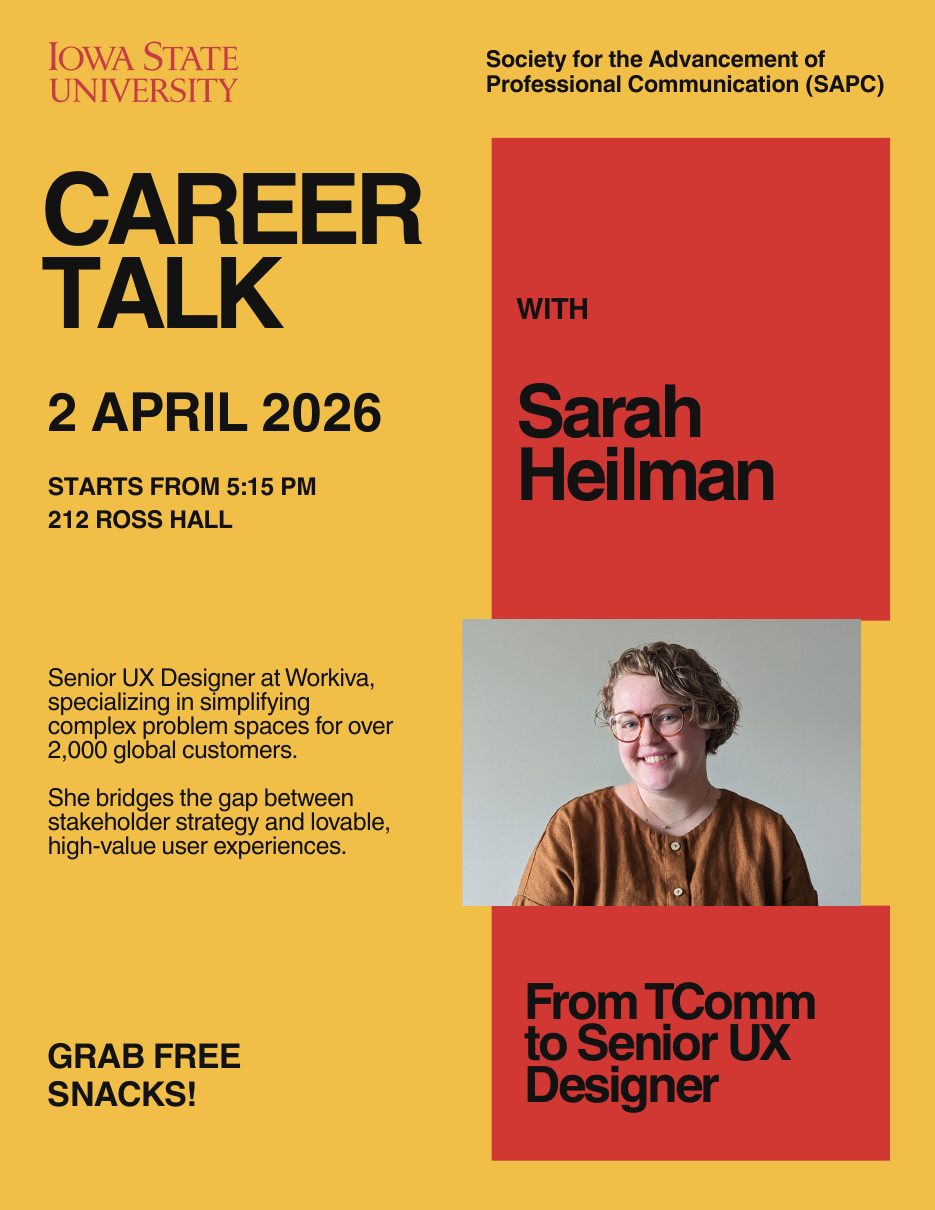 IOWA STATE
UNIVERSITY
Society for the Advancement of
Professional Communication (SAPC)
CAREER
TALK
2 APRIL 2026
STARTS FROM 5:15 PM
212 ROSS HALL
WITH
Sarah
Heilman
Senior UX Designer at Workiva,
specializing in simplifying
complex problem spaces for over
2,000 global customers.
She bridges the gap between
stakeholder strategy and lovable,
high-value user experiences.
GRAB FREE
SNACKS!
From TComm
to Senior UX
Designer